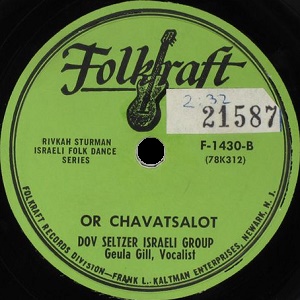 Folkraft
2:32
21587
RIVKAH STURMAN
ISRAELI FOLK DANCE
SERIES
F-1430-B
(78K312)
OR CHAVATSALOT
DOV SELTZER ISRAELI GROUP
Geula Gill, Vocalist
FOLKRAFT RECORDS DIVISION—FRANK L. KALTMAN ENTERPRISES, NEWARK, N. J.